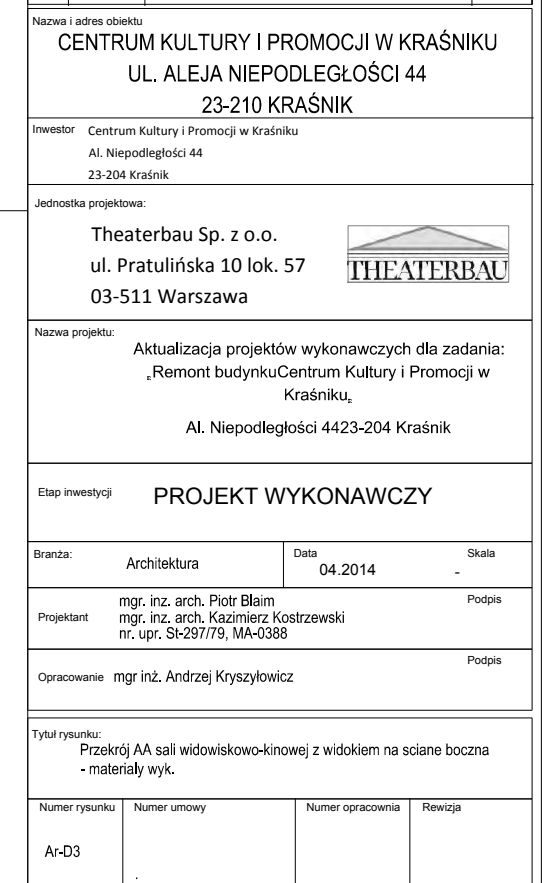 Nazwa i adres obiektu
CENTRUM KULTURY I PROMOCJI W KRAŚNIKU
UL. ALEJA NIEPODLEGŁOŚCI 44
23-210 KRAŚNIK
Inwestor Centrum Kultury i Promocji w Kraśniku
Al. Niepodległości 44
23-204 Kraśnik
Jednostka projektowa:
Theaterbau Sp. z o.o.
ul. Pratulińska 10 lok. 57
03-511 Warszawa
THEATERBAU
Nazwa projektu:
Aktualizacja projektów wykonawczych dla zadania:
„Remont budynkuCentrum Kultury i Promocji w
Kraśniku„
Al. Niepodległości 4423-204 Kraśnik
Etap inwestycji PROJEKT WYKONAWCZY
Branża: Architektura Data 04.2014 Skala -
Projektant mgr. inz. arch. Piotr Blaim Podpis
mgr. inz. arch. Kazimierz Kostrzewski
nr. upr. St-297/79, MA-0388
Opracowanie mgr inż. Andrzej Kryszyłowicz Podpis
Tytuł rysunku:
Przekrój AA sali widowiskowo-kinowej z widokiem na sciane boczna
- materialy wyk.
Numer rysunku Numer umowy Numer opracownia Rewizja
Ar-D3